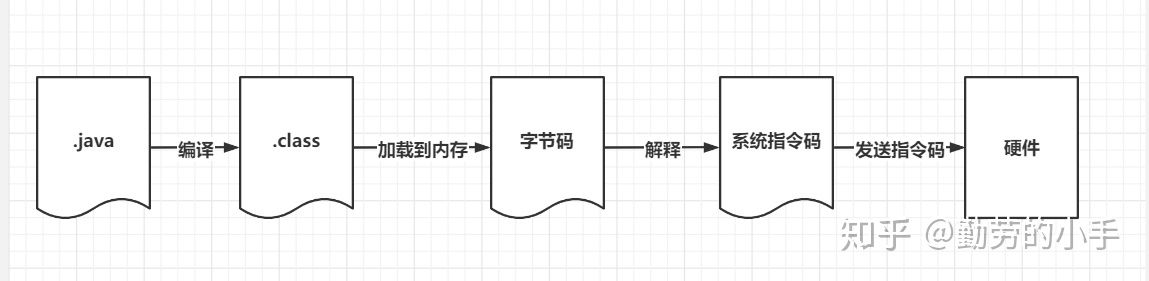 .java
编译
.class
加载到内存
字节码
解释
系统指令码
发送指令码
硬件
知乎 @勤劳的小手